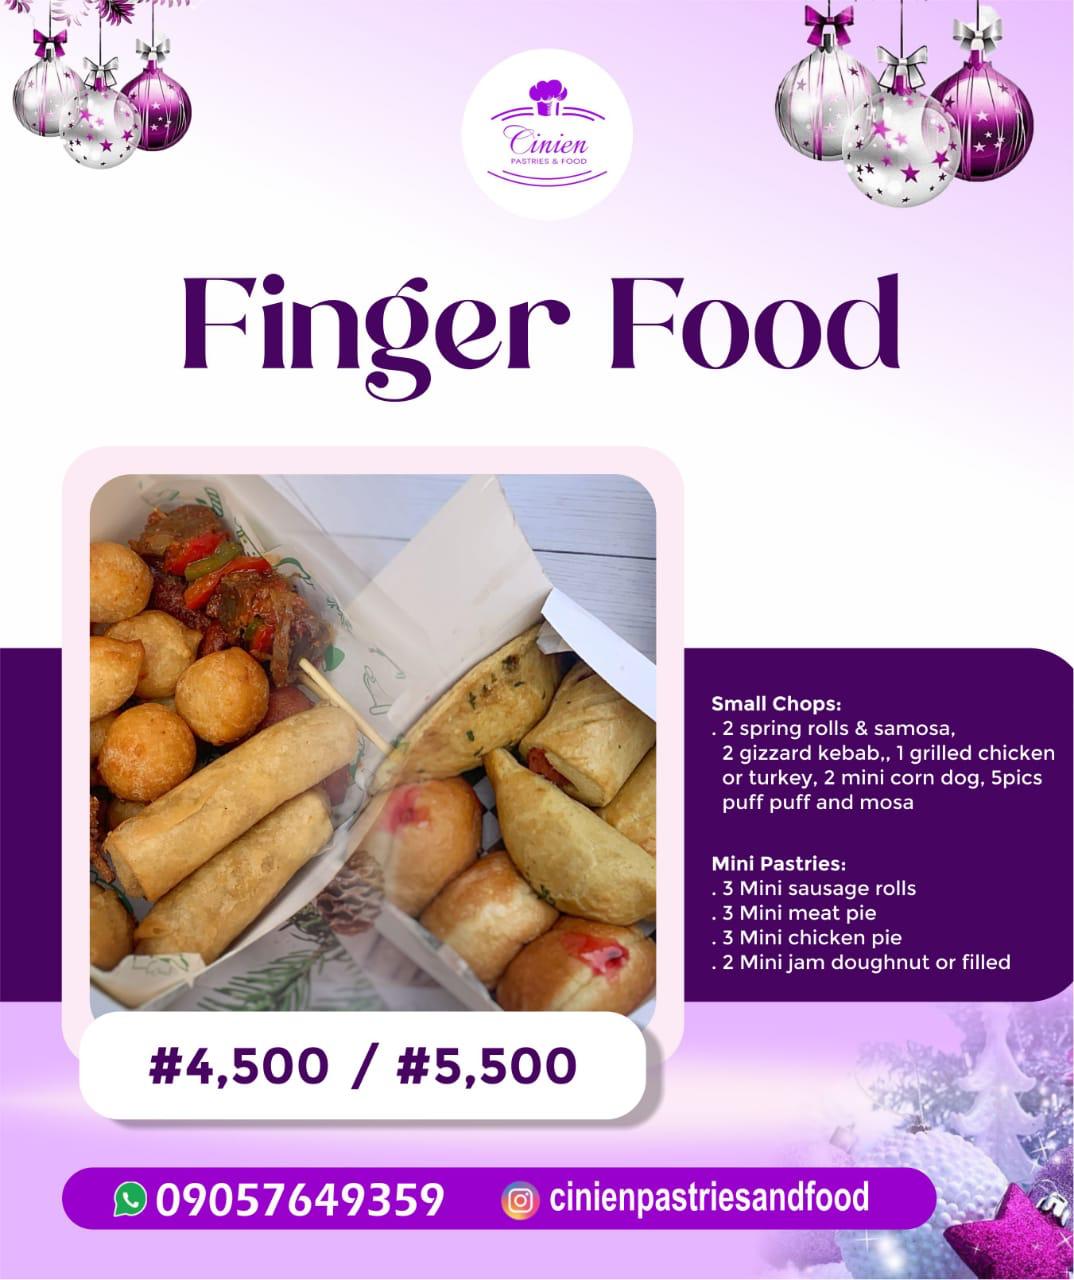 Cinien
PASTRIES & FOOD
Finger Food
Small Chops:
. 2 spring rolls & samosa,
2 gizzard kebab,, 1 grilled chicken
or turkey, 2 mini corn dog, 5pics
puff puff and mosa
Mini Pastries:
. 3 Mini sausage rolls
. 3 Mini meat pie
. 3 Mini chicken pie
. 2 Mini jam doughnut or filled
#4,500 / #5,500
09057649359 cinienpastriesandfood